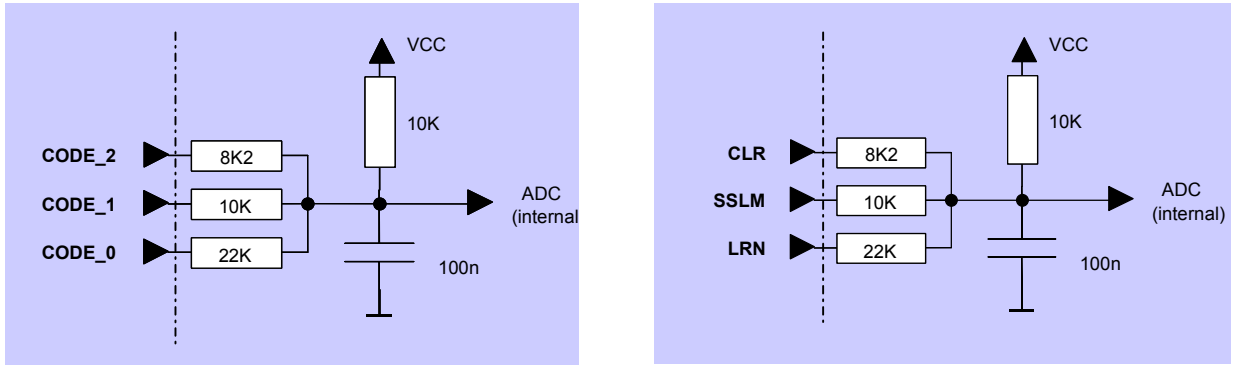 VCC
10K
CODE_2
8K2
CODE_1
10K
ADC
(internal
CODE_0
22K
100n
VCC
10K
CLR
8K2
SSLM
10K
ADC
(internal)
LRN
22K
100n